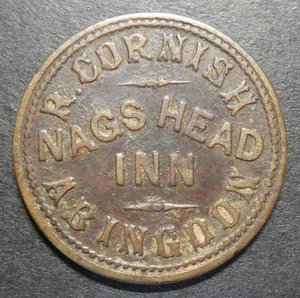 R. CORNISH
NAGS HEAD
INN
ABINGDON